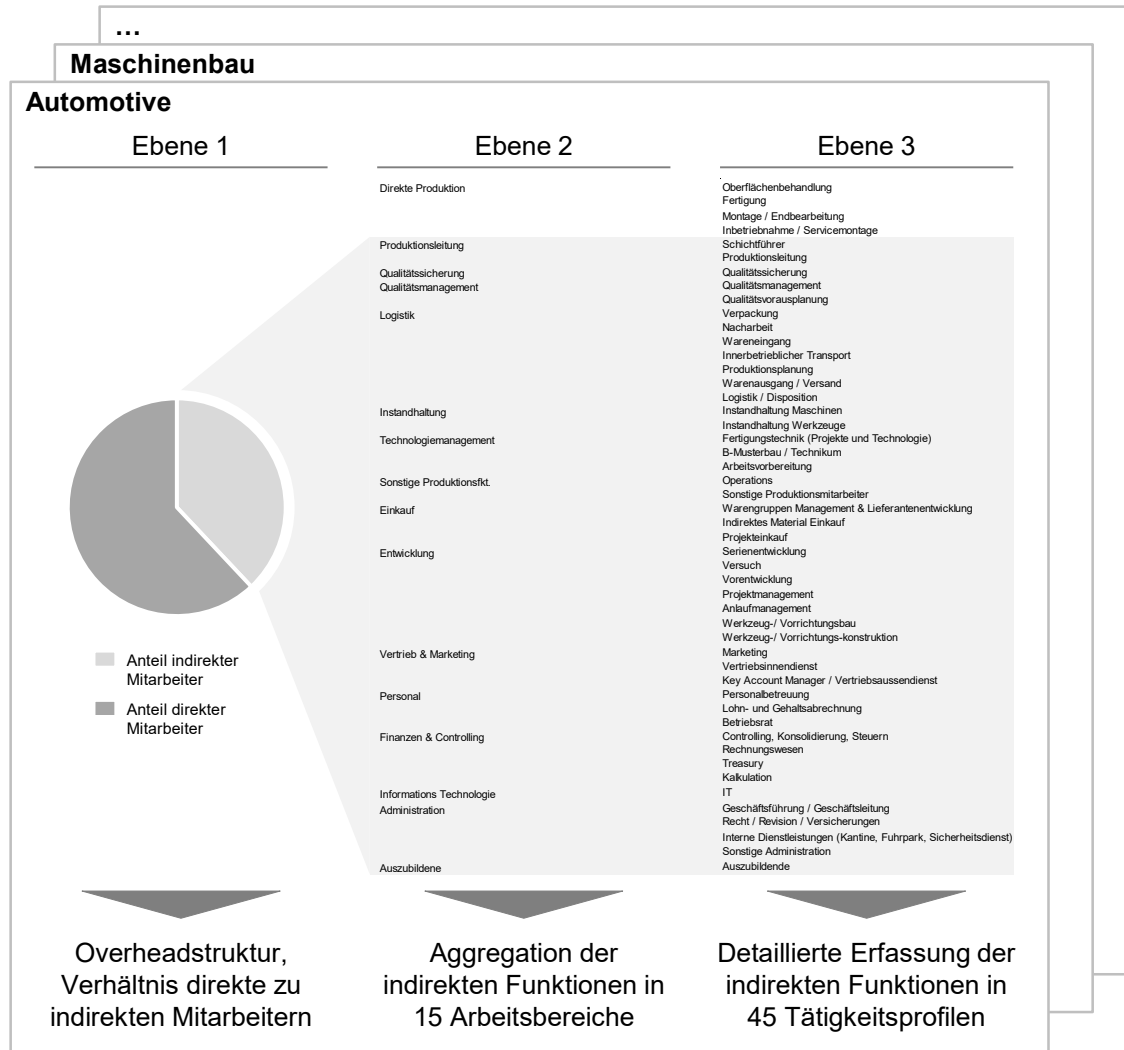 ...
Maschinenbau
Automotive
Ebene 1
Ebene 2
Ebene 3
Direkte Produktion
Oberflächenbehandlung
Fertigung
Montage / Endbearbeitung
Inbetriebnahme / Servicemontage
Produktionsleitung
Schichtführer
Produktionsleitung
Qualitätssicherung
Qualitätssicherung
Qualitätsmanagement
Qualitätsmanagement
Qualitätsvorausplanung
Logistik
Verpackung
Nacharbeit
Wareneingang
Innerbetrieblicher Transport
Produktionsplanung
Warenausgang / Versand
Logistik / Disposition
Instandhaltung
Instandhaltung Maschinen
Instandhaltung Werkzeuge
Technologiemanagement
Fertigungstechnik (Projekte und Technologie)
B-Musterbau / Technikum
Arbeitsvorbereitung
Sonstige Produktionsfkt.
Operations
Sonstige Produktionsmitarbeiter
Einkauf
Warengruppen Management & Lieferantenentwicklung
Indirektes Material Einkauf
Projekteinkauf
Entwicklung
Serienentwicklung
Versuch
Vorentwicklung
Projektmanagement
Anlaufmanagement
Werkzeug-/ Vorrichtungsbau
Werkzeug-/ Vorrichtungs-konstruktion
Vertrieb & Marketing
Marketing
Vertriebsinnendienst
Key Account Manager / Vertriebsaussendienst
Personal
Personalbetreuung
Lohn- und Gehaltsabrechnung
Betriebsrat
Finanzen & Controlling
Controlling, Konsolidierung, Steuern
Rechnungswesen
Treasury
Kalkulation
Informations Technologie
IT
Administration
Geschäftsführung / Geschäftsleitung
Recht / Revision / Versicherungen
Interne Dienstleistungen (Kantine, Fuhrpark, Sicherheitsdienst)
Sonstige Administration
Auszubildene
Auszubildende
Anteil indirekter
Mitarbeiter
Anteil direkter
Mitarbeiter
Overheadstruktur,
Verhältnis direkte zu
indirekten Mitarbeitern
Aggregation der
indirekten Funktionen in
15 Arbeitsbereiche
Detaillierte Erfassung der
indirekten Funktionen in
45 Tätigkeitsprofilen